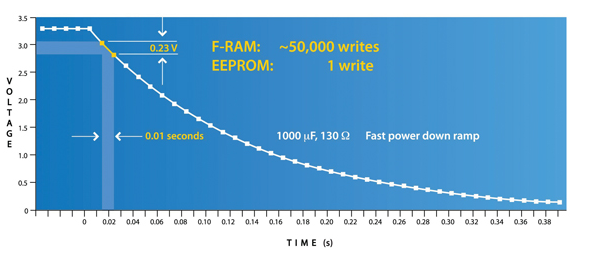 3.5
3.0
2.5
2.0
1.5
1.0
0.5
0
VOLTAGE
0.23 V
F-RAM: ~50,000 writes
EEPROM: 1 write
0.01 seconds
1000 µF, 130 Ω Fast power down ramp
0 0.02 0.04 0.06 0.08 0.10 0.12 0.14 0.16 0.18 0.20 0.22 0.24 0.26 0.28 0.30 0.32 0.34 0.36 0.38
TIME (s)